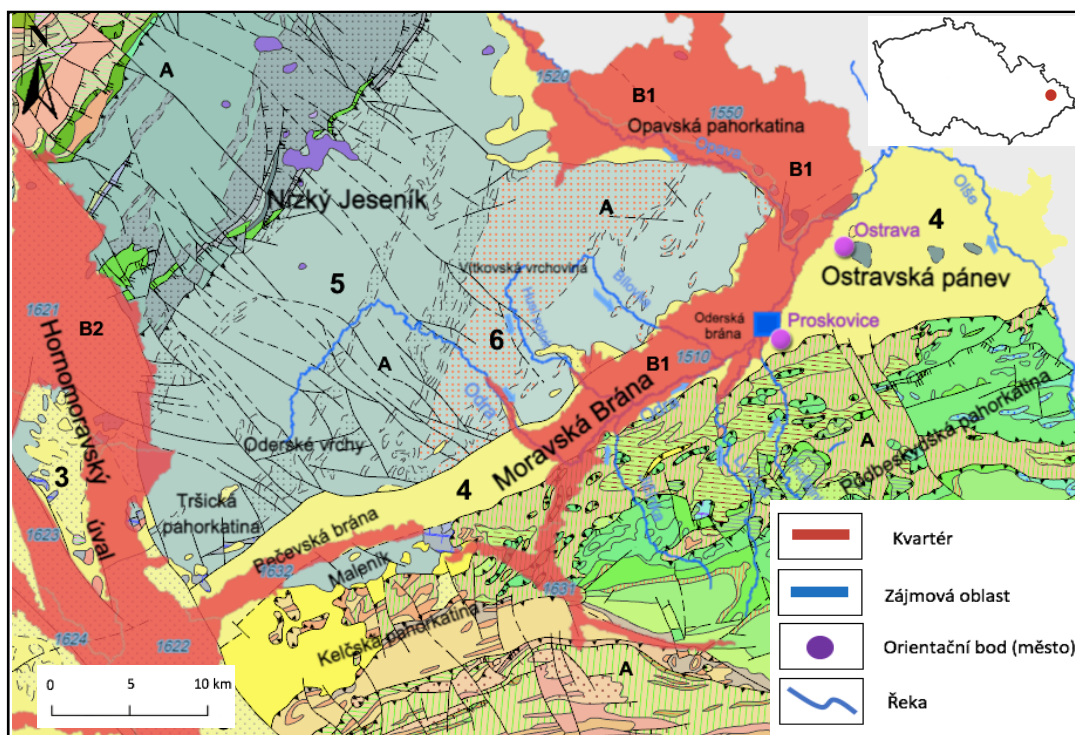 N
A
1520
B1
1550
Opavská pahorkatina
Opava
B1
Nízký Jeseník
A
Olše
4
Ostrava
Ostravská pánev
Vítkovská vrchovina
Bílovka
5
1621
B2
Hornomoravský
úval
6
Oderská
brána
Proskovice
1510
B1
A
Odra
Moravská Brána
Odra
Oderské vrchy
A
Podbeskydská pahorkatina
3
Tršická
pahorkatina
4
Bečevská brána
1623
1632
Maleník
1631
Kelčská pahorkatina
1624
1622
A
0 5 10 km
Kvartér
Zájmová oblast
Orientační bod (město)
Řeka